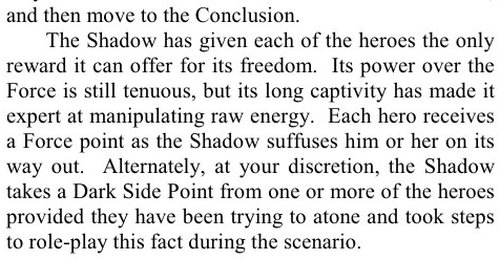 and then move to the Conclusion.
The Shadow has given each of the heroes the only
reward it can offer for its freedom. Its power over the
Force is still tenuous, but its long captivity has made it
expert at manipulating raw energy. Each hero receives
a Force point as the Shadow suffuses him or her on its
way out. Alternately, at your discretion, the Shadow
takes a Dark Side Point from one or more of the heroes
provided they have been trying to atone and took steps
to role-play this fact during the scenario.